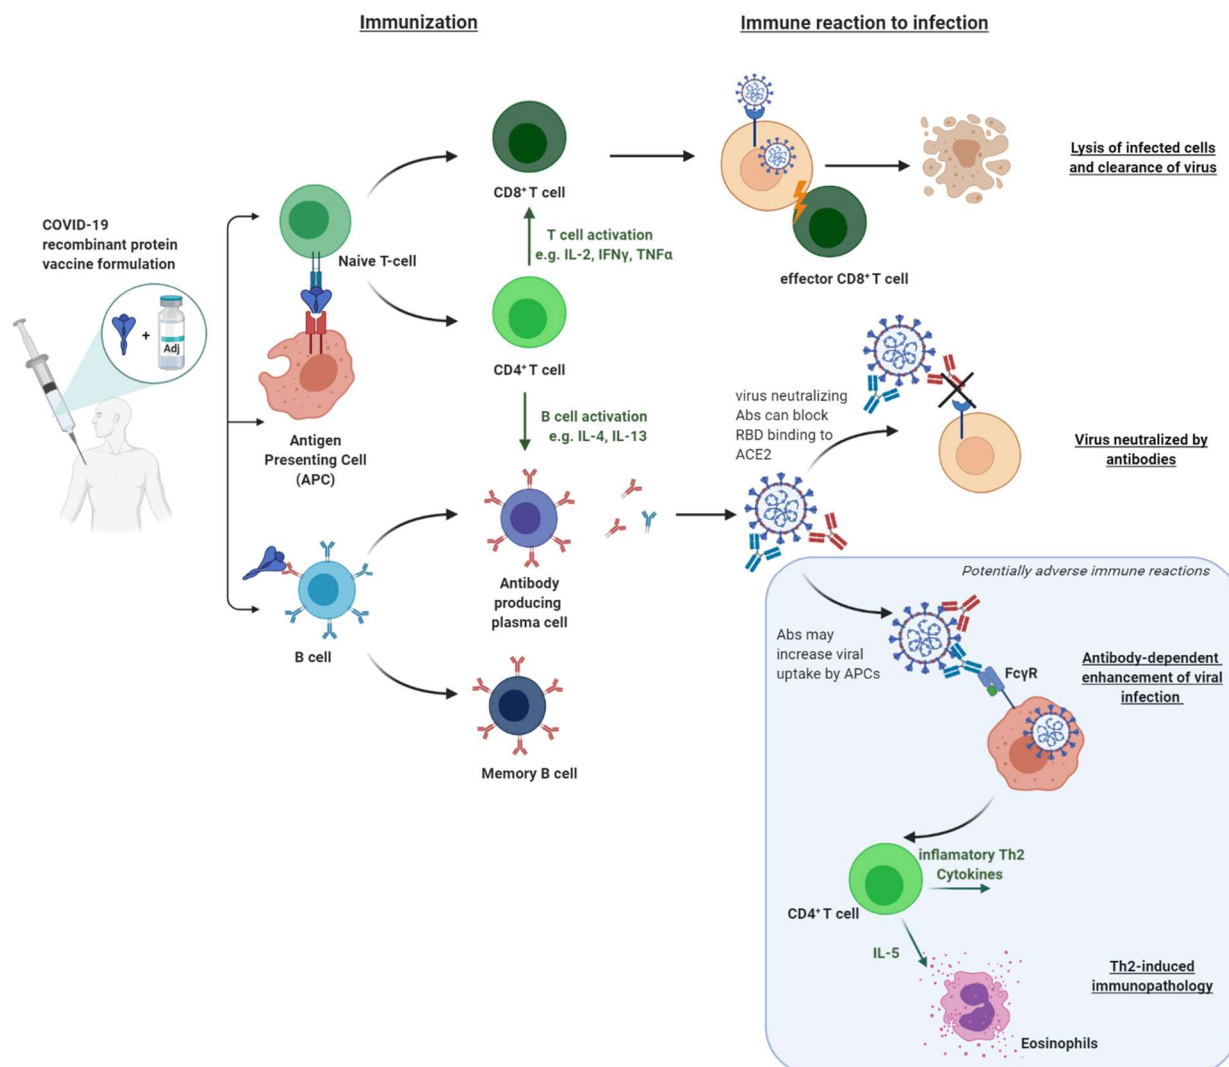 Immunization
Immune reaction to infection
COVID-19
recombinant protein
vaccine formulation
+
Adj
Naive T-cell
Antigen
Presenting Cell
(APC)
B cell
CD8⁺ T cell
T cell activation
e.g. IL-2, IFNγ, TNFα
CD4⁺ T cell
B cell activation
e.g. IL-4, IL-13
Antibody
producing
plasma cell
Memory B cell
effector CD8⁺ T cell
Lysis of infected cells
and clearance of virus
virus neutralizing
Abs can block
RBD binding to
ACE2
Virus neutralized by
antibodies
Potentially adverse immune reactions
Abs may
increase viral
uptake by APCs
FcγR
Antibody-dependent
enhancement of viral
infection
inflamatory Th2
Cytokines
CD4⁺ T cell
IL-5
Th2-induced
immunopathology
Eosinophils